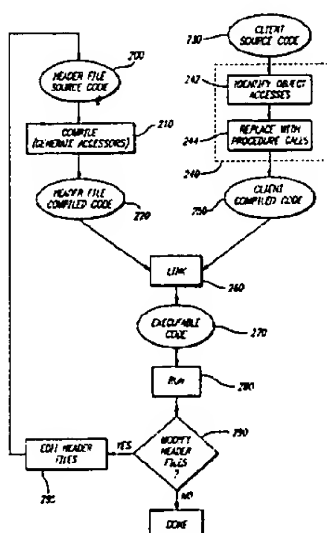 200
HEADER FILE
SOURCE CODE
COMPILE
(GENERATE ACCESSORS)
210
HEADER FILE
COMPILED CODE
220
230
CLIENT
SOURCE CODE
242
IDENTIFY OBJECT
ACCESSES
244
REPLACE WITH
PROCEDURE CALLS
240
CLIENT
COMPILED CODE
250
LINK
260
EXECUTABLE
CODE
270
RUN
280
MODIFY
HEADER
FILES
?
290
YES
EDIT HEADER
FILES
295
NO
DONE